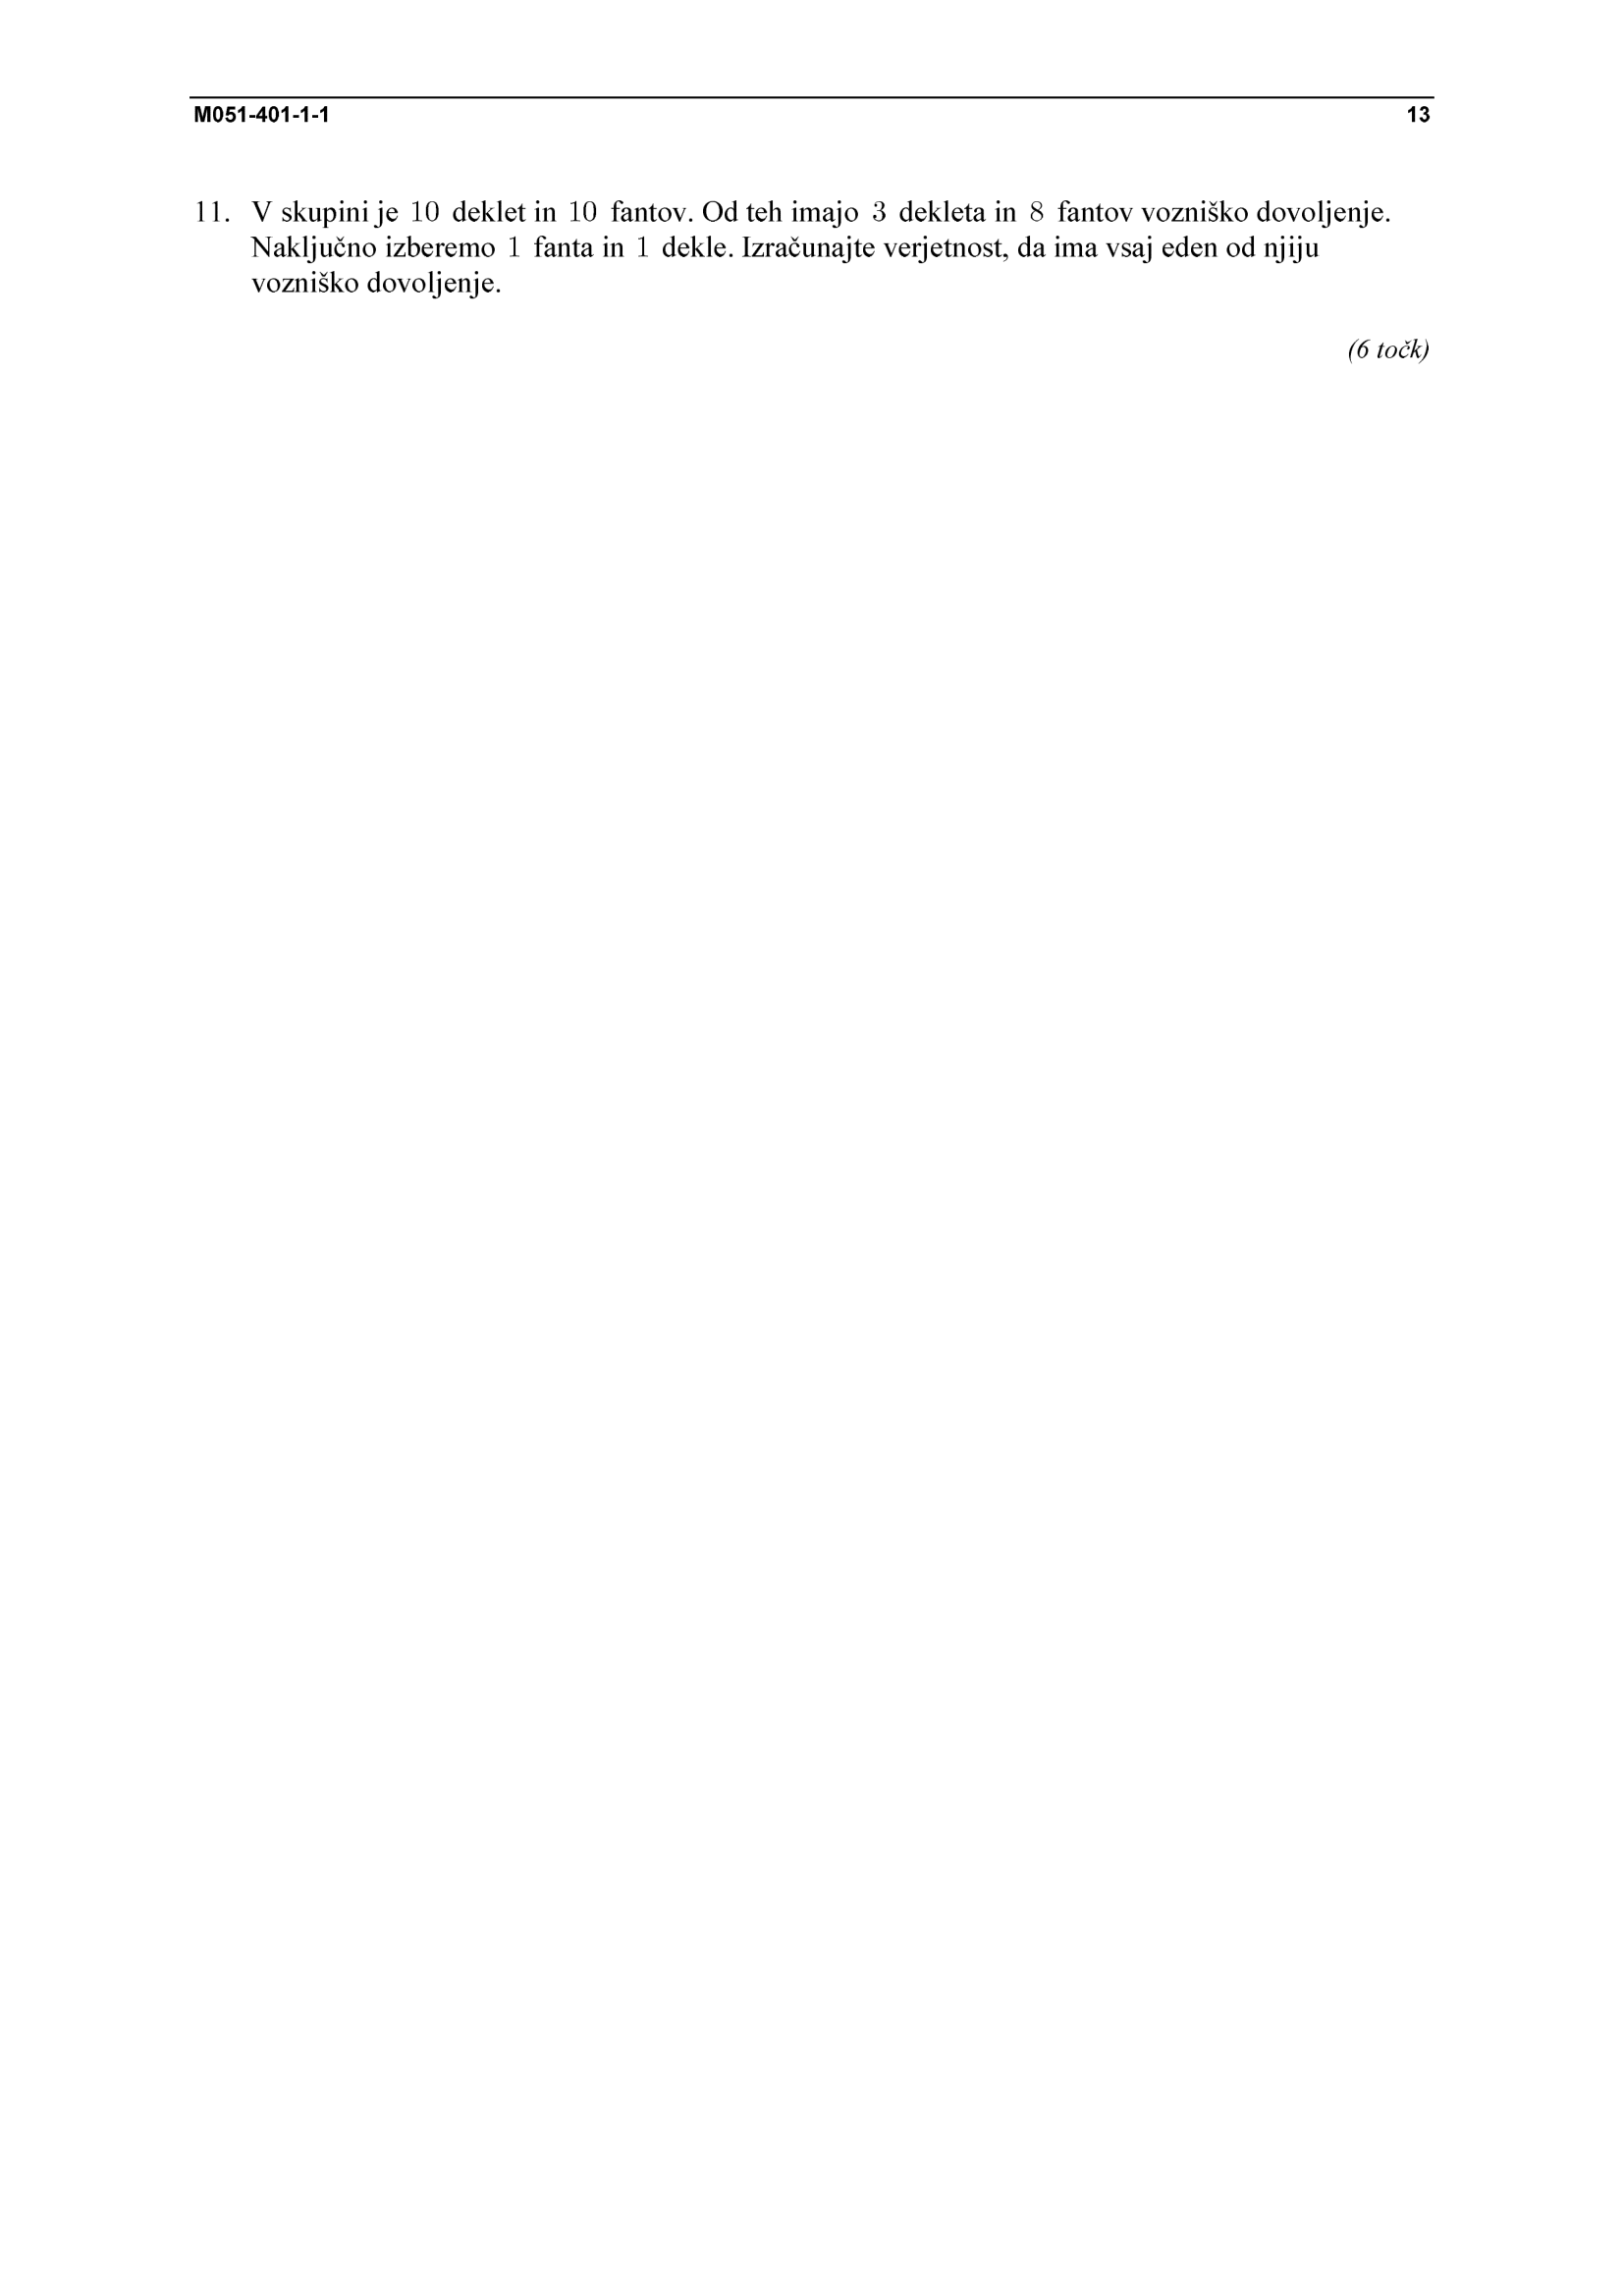 M051-401-1-1 13
11. V skupini je 10 deklet in 10 fantov. Od teh imajo 3 dekleta in 8 fantov vozniško dovoljenje.
Naključno izberemo 1 fanta in 1 dekle. Izračunajte verjetnost, da ima vsaj eden od njiju
vozniško dovoljenje.
(6 točk)